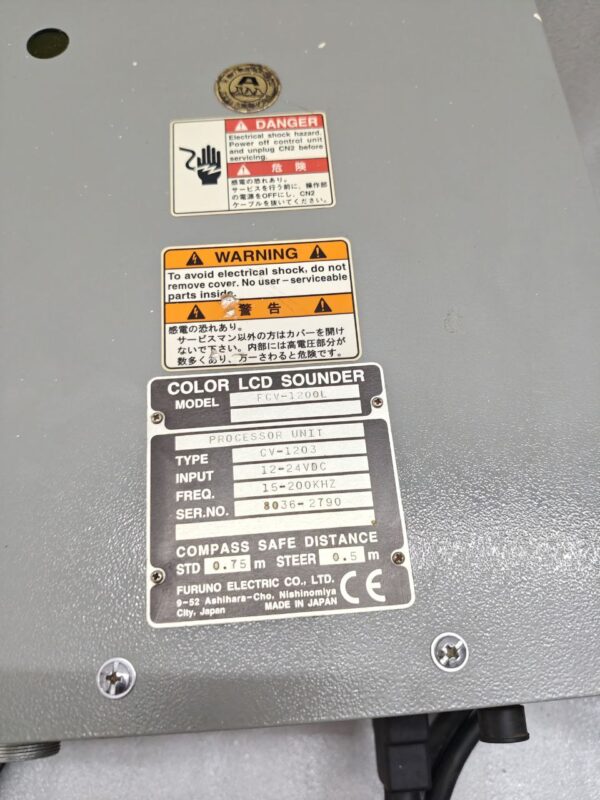 DANGER
Electrical shock hazard.
Power off control unit
and unplug CN2 before
servicing.
危 険
感電の恐れあり。
サービスを行う前に、操作部
の電源をOFFにし、CN2
ケーブルを抜いてください。
WARNING
To avoid electrical shock, do not
remove cover. No user-serviceable
parts inside.
警 告
感電の恐れあり。
サービスマン以外の方はカバーを開け
ないで下さい。内部には高電圧部分が
数多くあり、万一さわると危険です。
COLOR LCD SOUNDER
MODEL FCV-1200L
PROCESSOR UNIT
TYPE CV-1203
INPUT 12-24VDC
FREQ. 15-200KHZ
SER.NO. 8036-2790
COMPASS SAFE DISTANCE
STD 0.75 m STEER 0.5 m
FURUNO ELECTRIC CO., LTD.
9-52 Ashihara-Cho, Nishinomiya
City, Japan MADE IN JAPAN CE